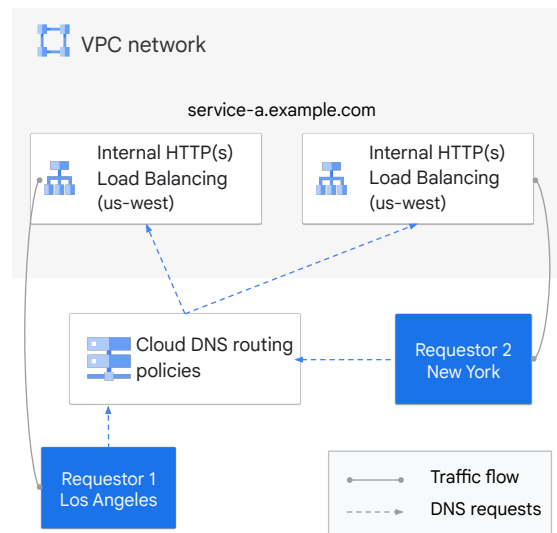 VPC network
service-a.example.com
Internal HTTP(s)
Load Balancing
(us-west)
Internal HTTP(s)
Load Balancing
(us-west)
Cloud DNS routing
policies
Requestor 2
New York
Requestor 1
Los Angeles
Traffic flow
DNS requests